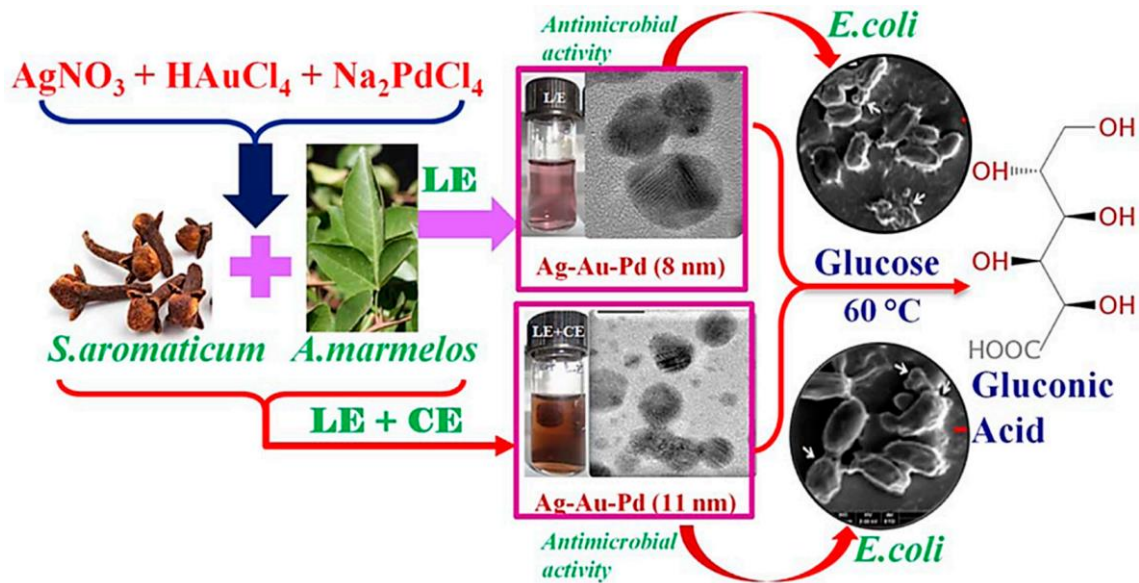 Antimicrobial
activity
E.coli
AgNO₃ + HAuCl₄ + Na₂PdCl₄
L/E
LE
Ag-Au-Pd (8 nm)
S.aromaticum
A.marmelos
LE + CE
LE+CE
Ag-Au-Pd (11 nm)
Glucose
60 °C
OH
OH
OH
OH
OH
HOOC
Gluconic
Acid
Antimicrobial
activity
E.coli